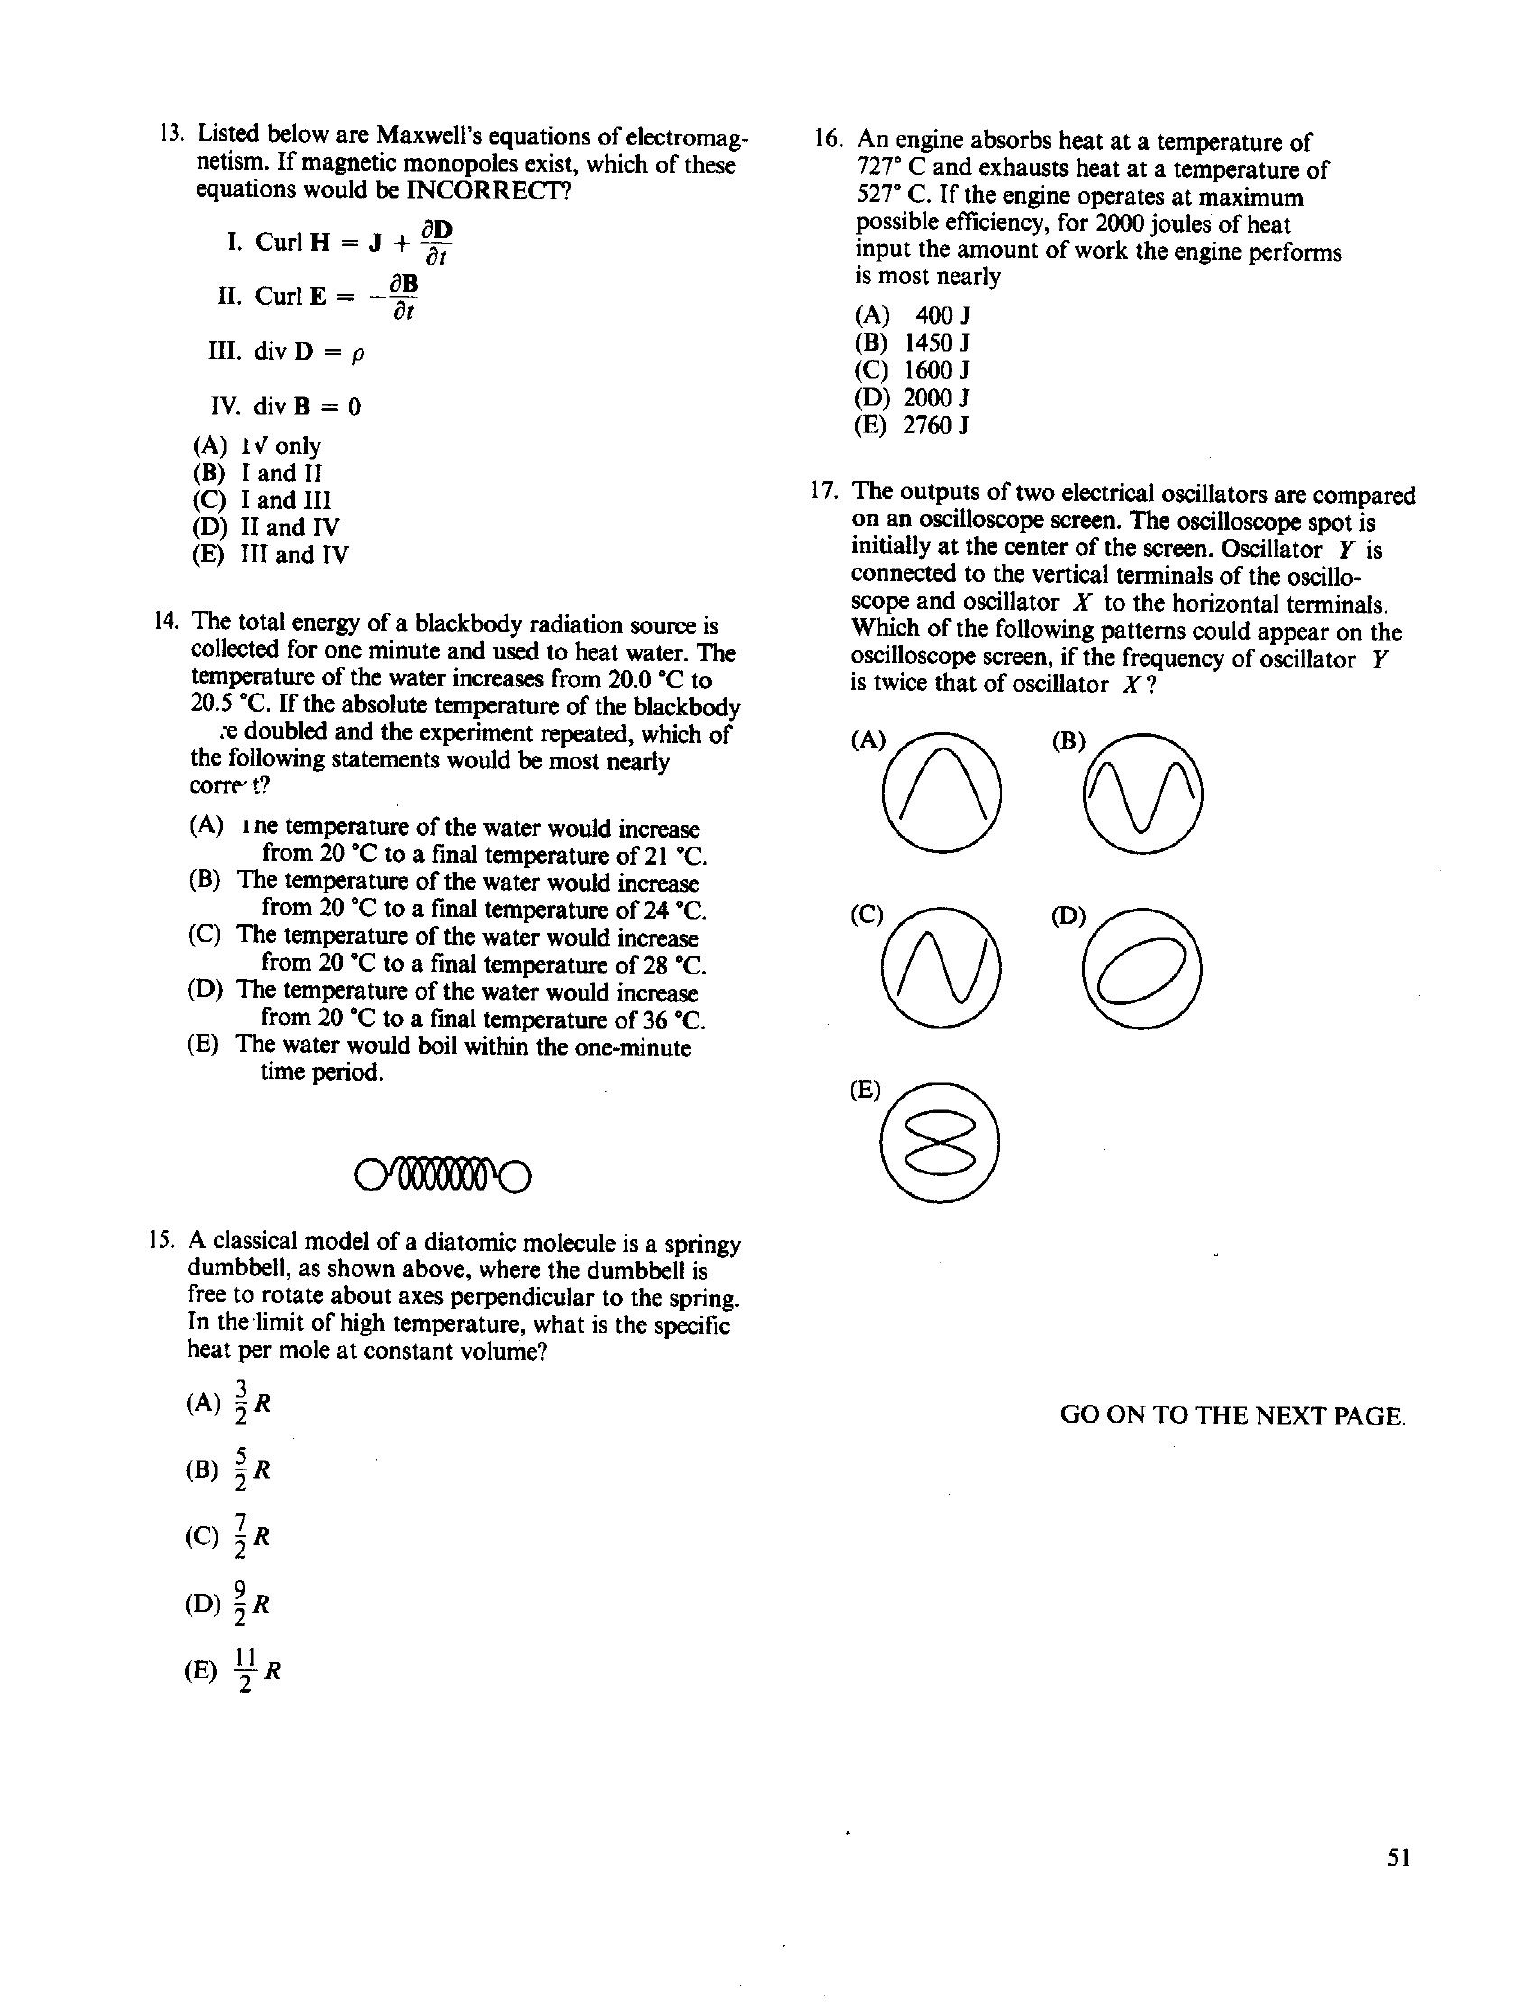 13. Listed below are Maxwell's equations of electromag-
netism. If magnetic monopoles exist, which of these
equations would be INCORRECT?
I. Curl H = J + ∂D/∂t
II. Curl E = -∂B/∂t
III. div D = ρ
IV. div B = 0
(A) IV only
(B) I and II
(C) I and III
(D) II and IV
(E) III and IV
14. The total energy of a blackbody radiation source is
collected for one minute and used to heat water. The
temperature of the water increases from 20.0 °C to
20.5 °C. If the absolute temperature of the blackbody
doubled and the experiment repeated, which of
the following statements would be most nearly
correct?
(A) The temperature of the water would increase
from 20 °C to a final temperature of 21 °C.
(B) The temperature of the water would increase
from 20 °C to a final temperature of 24 °C.
(C) The temperature of the water would increase
from 20 °C to a final temperature of 28 °C.
(D) The temperature of the water would increase
from 20 °C to a final temperature of 36 °C.
(E) The water would boil within the one-minute
time period.
15. A classical model of a diatomic molecule is a springy
dumbbell, as shown above, where the dumbbell is
free to rotate about axes perpendicular to the spring.
In the limit of high temperature, what is the specific
heat per mole at constant volume?
(A) 3/2 R
(B) 5/2 R
(C) 7/2 R
(D) 9/2 R
(E) 11/2 R
16. An engine absorbs heat at a temperature of
727° C and exhausts heat at a temperature of
527° C. If the engine operates at maximum
possible efficiency, for 2000 joules of heat
input the amount of work the engine performs
is most nearly
(A) 400 J
(B) 1450 J
(C) 1600 J
(D) 2000 J
(E) 2760 J
17. The outputs of two electrical oscillators are compared
on an oscilloscope screen. The oscilloscope spot is
initially at the center of the screen. Oscillator Y is
connected to the vertical terminals of the oscillo-
scope and oscillator X to the horizontal terminals.
Which of the following patterns could appear on the
oscilloscope screen, if the frequency of oscillator Y
is twice that of oscillator X?
(A)
(B)
(C)
(D)
(E)
GO ON TO THE NEXT PAGE.
51